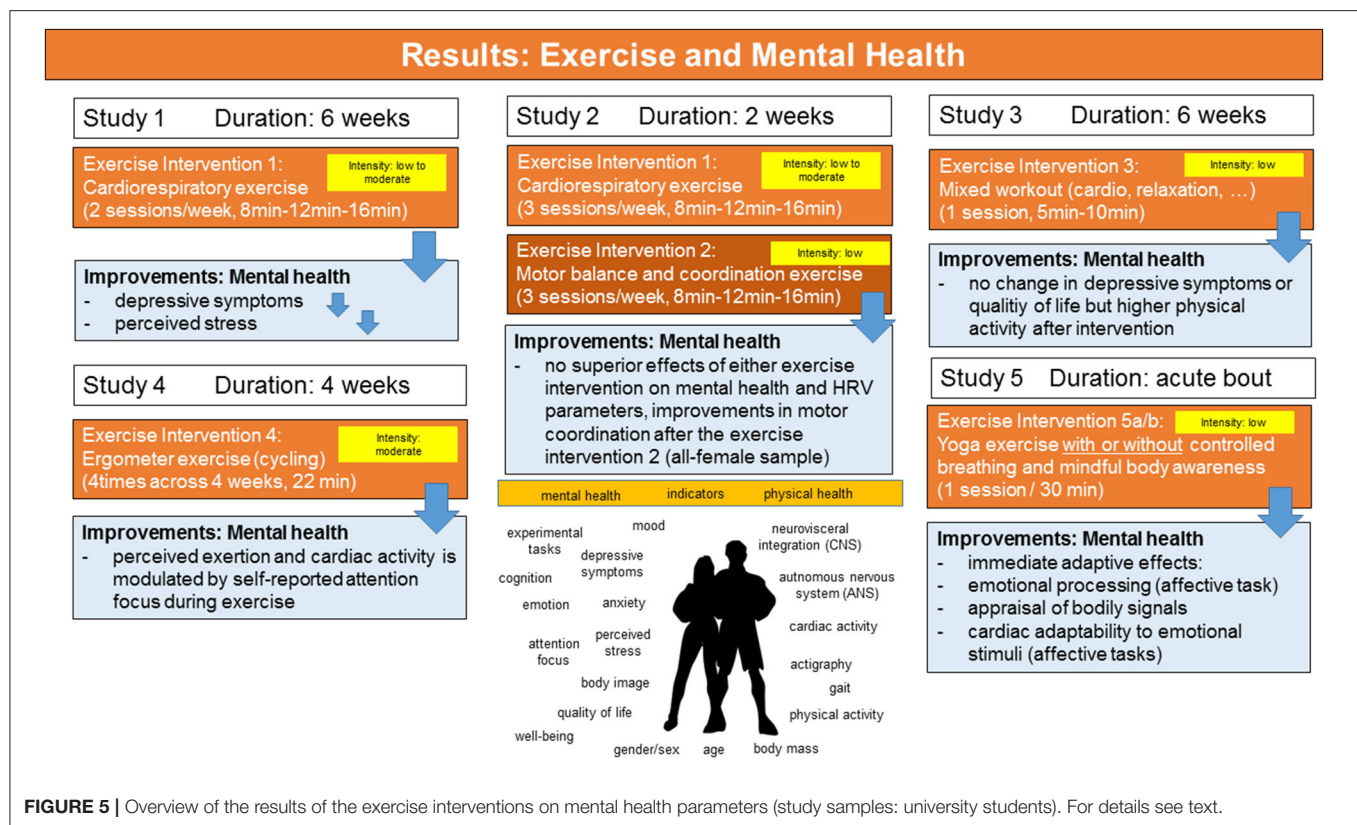 Results: Exercise and Mental Health
Study 1 Duration: 6 weeks
Exercise Intervention 1:
Intensity: low to
moderate
Cardiorespiratory exercise
(2 sessions/week, 8min-12min-16min)
Improvements: Mental health
- depressive symptoms
- perceived stress
Study 4 Duration: 4 weeks
Exercise Intervention 4:
Intensity:
moderate
Ergometer exercise (cycling)
(4times across 4 weeks, 22 min)
Improvements: Mental health
- perceived exertion and cardiac activity is
modulated by self-reported attention
focus during exercise
Study 2 Duration: 2 weeks
Exercise Intervention 1:
Intensity: low to
moderate
Cardiorespiratory exercise
(3 sessions/week, 8min-12min-16min)
Exercise Intervention 2:
Intensity: low
Motor balance and coordination exercise
(3 sessions/week, 8min-12min-16min)
Improvements: Mental health
- no superior effects of either exercise
intervention on mental health and HRV
parameters, improvements in motor
coordination after the exercise
intervention 2 (all-female sample)
mental health indicators physical health
experimental
tasks
mood
neurovisceral
integration (CNS)
depressive
symptoms
cognition
autnomous nervous
system (ANS)
emotion
anxiety
cardiac activity
attention
focus
perceived
stress
actigraphy
body image
gait
quality of life
physical activity
well-being
gender/sex
age
body mass
Study 3 Duration: 6 weeks
Exercise Intervention 3:
Intensity: low
Mixed workout (cardio, relaxation, …)
(1 session, 5min-10min)
Improvements: Mental health
- no change in depressive symptoms or
qualitiy of life but higher physical
activity after intervention
Study 5 Duration: acute bout
Exercise Intervention 5a/b:
Intensity: low
Yoga exercise with or without controlled
breathing and mindful body awareness
(1 session / 30 min)
Improvements: Mental health
- immediate adaptive effects:
- emotional processing (affective task)
- appraisal of bodily signals
- cardiac adaptability to emotional
stimuli (affective tasks)
FIGURE 5 | Overview of the results of the exercise interventions on mental health parameters (study samples: university students). For details see text.